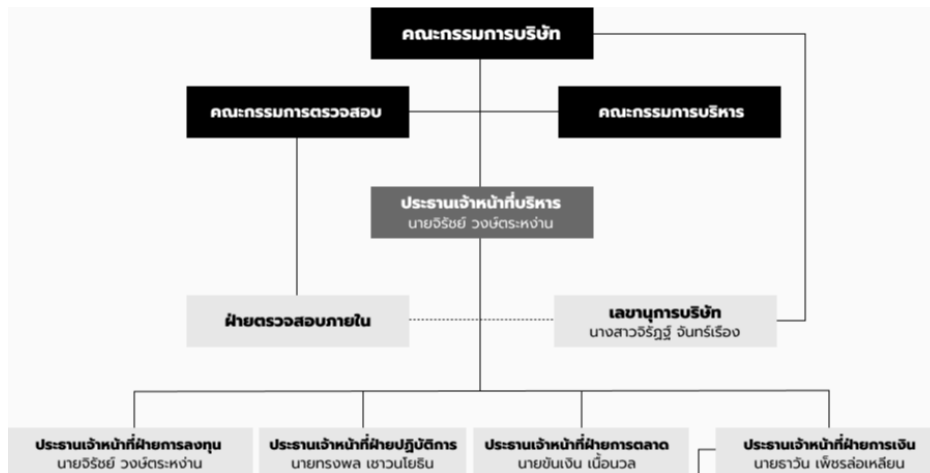 คณะกรรมการบริษัท
คณะกรรมการตรวจสอบ
คณะกรรมการบริหาร
ประธานเจ้าหน้าที่บริหาร
นายจิรัชย์ วงษ์ตระหง่าน
ฝ่ายตรวจสอบภายใน
เลขานุการบริษัท
นางสาวจิรัฏฐ์ จันทร์เรือง
ประธานเจ้าหน้าที่ฝ่ายการลงทุน
นายจิรัชย์ วงษ์ตระหง่าน
ประธานเจ้าหน้าที่ฝ่ายปฏิบัติการ
นายทรงพล เชาวนโยธิน
ประธานเจ้าหน้าที่ฝ่ายการตลาด
นายขันเงิน เนื้อนวล
ประธานเจ้าหน้าที่ฝ่ายการเงิน
นายธาวัน เพ็ชรล่อเหลียน